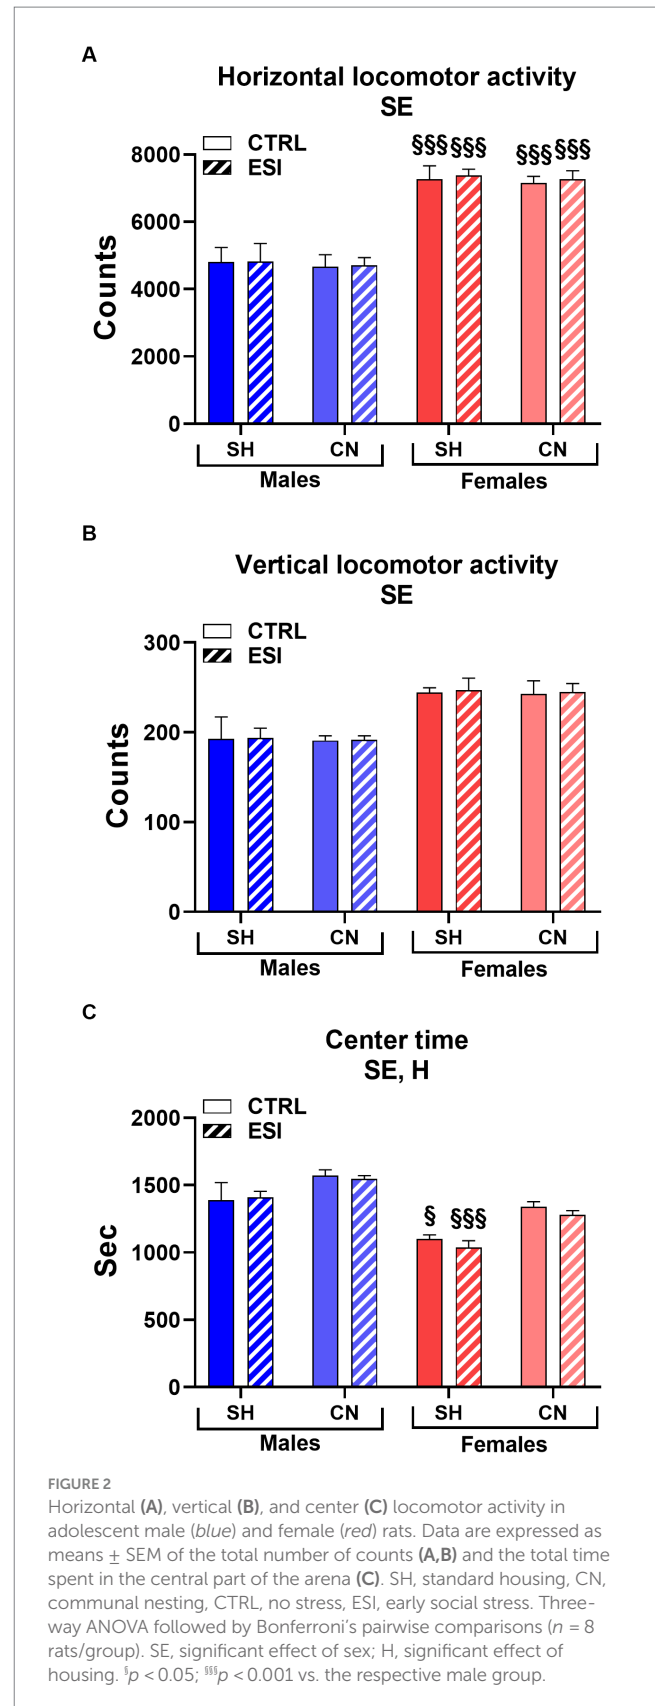 A
Horizontal locomotor activity
SE
CTRL
ESI
§§§ §§§ §§§ §§§
8000
6000
4000
2000
0
Counts
SH CN SH CN
Males Females
B
Vertical locomotor activity
SE
CTRL
ESI
300
200
100
0
Counts
SH CN SH CN
Males Females
C
Center time
SE, H
CTRL
ESI
§ §§§
2000
1500
1000
500
0
Sec
SH CN SH CN
Males Females
FIGURE 2
Horizontal (A), vertical (B), and center (C) locomotor activity in
adolescent male (blue) and female (red) rats. Data are expressed as
means ± SEM of the total number of counts (A,B) and the total time
spent in the central part of the arena (C). SH, standard housing, CN,
communal nesting, CTRL, no stress, ESI, early social stress. Three-
way ANOVA followed by Bonferroni’s pairwise comparisons (n = 8
rats/group). SE, significant effect of sex; H, significant effect of
housing. §p < 0.05; §§§p < 0.001 vs. the respective male group.